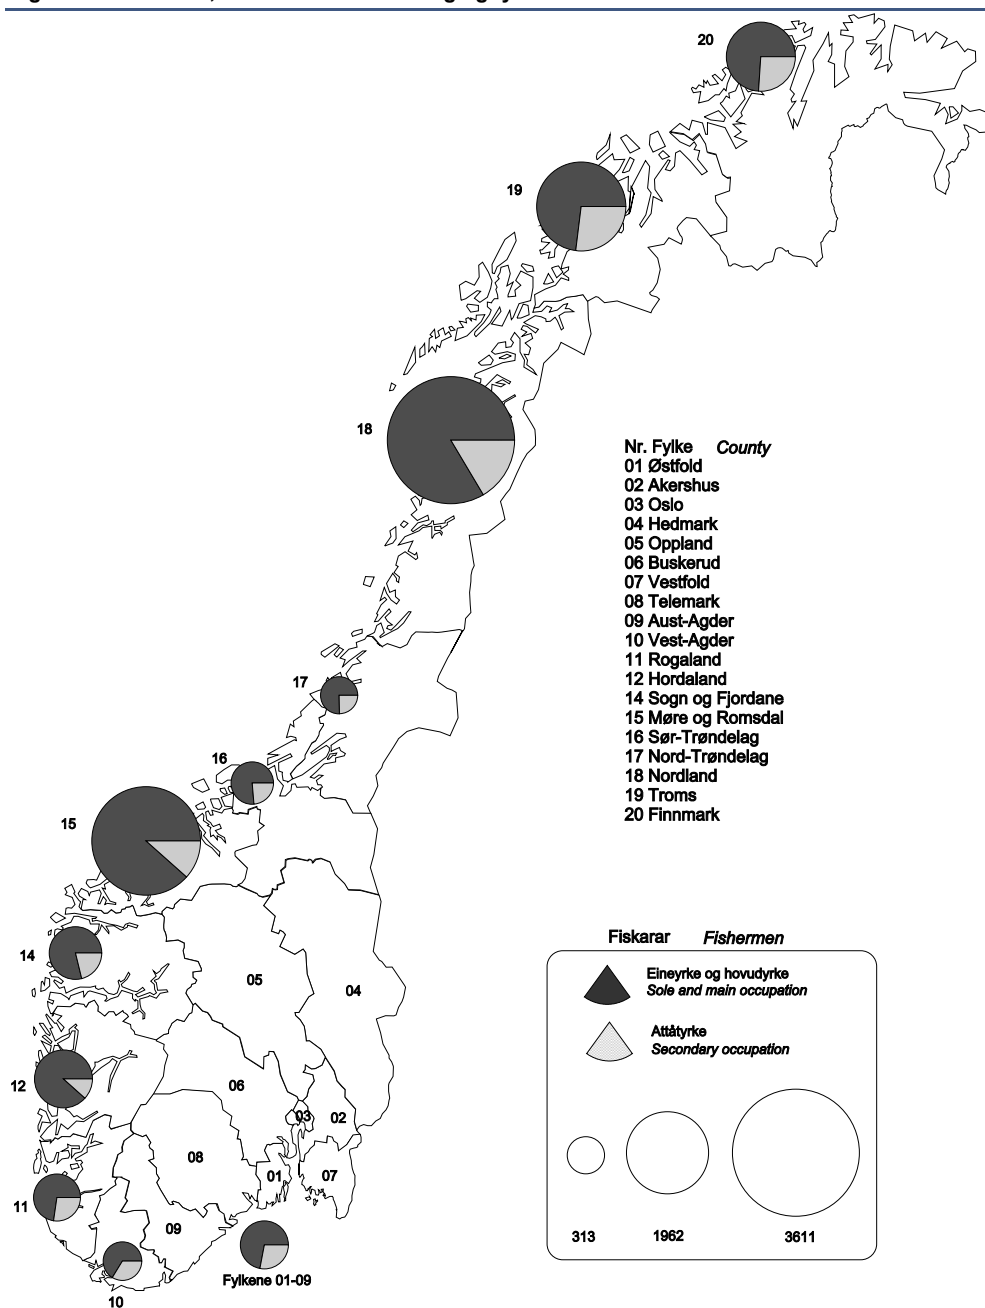 20
19
18
Nr. Fylke County
01 Østfold
02 Akershus
03 Oslo
04 Hedmark
05 Oppland
06 Buskerud
07 Vestfold
08 Telemark
09 Aust-Agder
10 Vest-Agder
11 Rogaland
12 Hordaland
14 Sogn og Fjordane
15 Møre og Romsdal
16 Sør-Trøndelag
17 Nord-Trøndelag
18 Nordland
19 Troms
20 Finnmark
17
16
15
14
05
04
12
06
03
02
08
01
07
11
09
Fylkene 01-09
10
Fiskarar Fishermen
Eineyrke og hovudyrke
Sole and main occupation
Attåtyrke
Secondary occupation
313 1962 3611